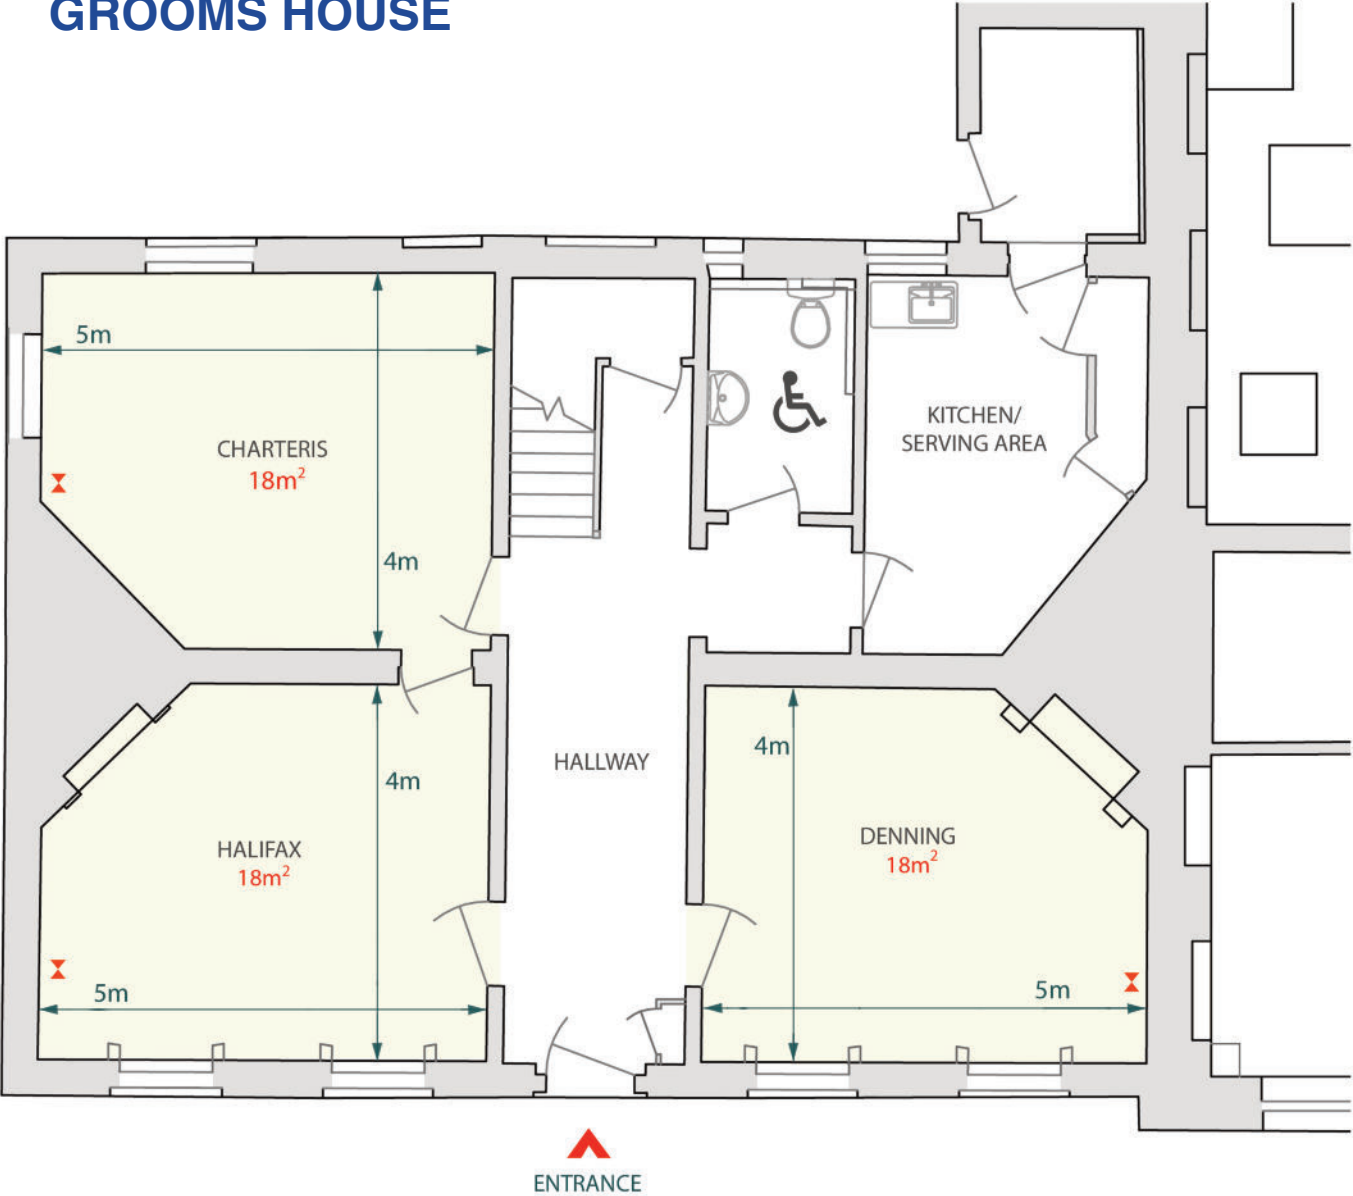 GROOMS HOUSE
5m
CHARTERIS
18m²
4m
KITCHEN/
SERVING AREA
4m
HALLWAY
4m
HALIFAX
18m²
DENNING
18m²
5m
5m
ENTRANCE